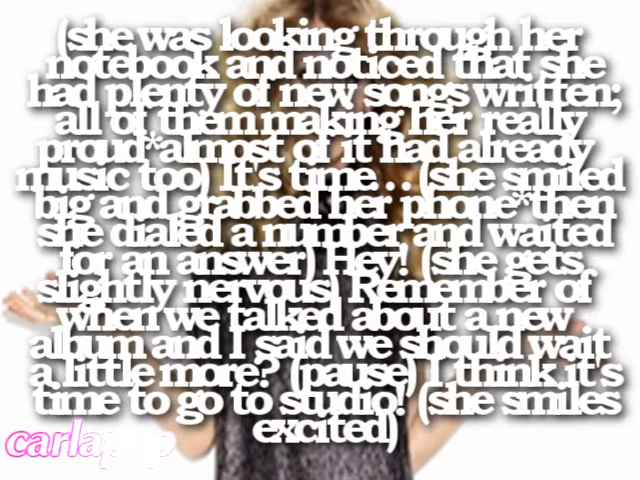 (she was looking through her
notebook and noticed that she
had plenty of new songs written;
all of them making her really
proud*almost of it had already
music too) It's time... (she smiled
big and grabbed her phone*then
she dialed a number and waited
for an answer) Hey! (she gets
slightly nervous) Remember of
when we talked about a new
album and I said we should wait
a little more? (pause) I think it's
time to go to studio! (she smiles
excited)